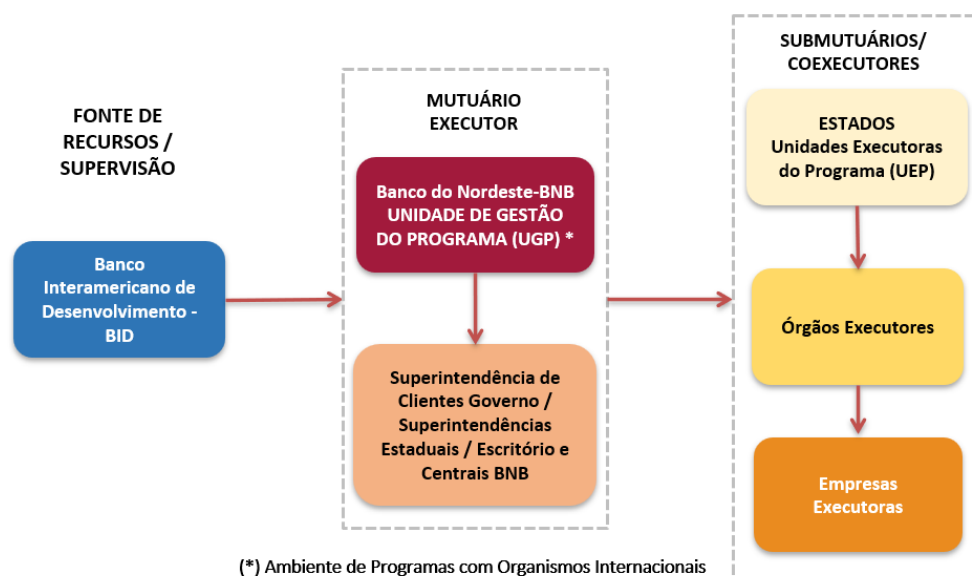 FONTE DE
RECURSOS /
SUPERVISÃO
Banco
Interamericano de
Desenvolvimento -
BID
MUTUÁRIO
EXECUTOR
Banco do Nordeste-BNB
UNIDADE DE GESTÃO
DO PROGRAMA (UGP) *
Superintendência de
Clientes Governo /
Superintendências
Estaduais / Escritório e
Centrais BNB
SUBMUTUÁRIOS/
COEXECUTORES
ESTADOS
Unidades Executoras
do Programa (UEP)
Órgãos Executores
Empresas
Executoras
(*) Ambiente de Programas com Organismos Internacionais